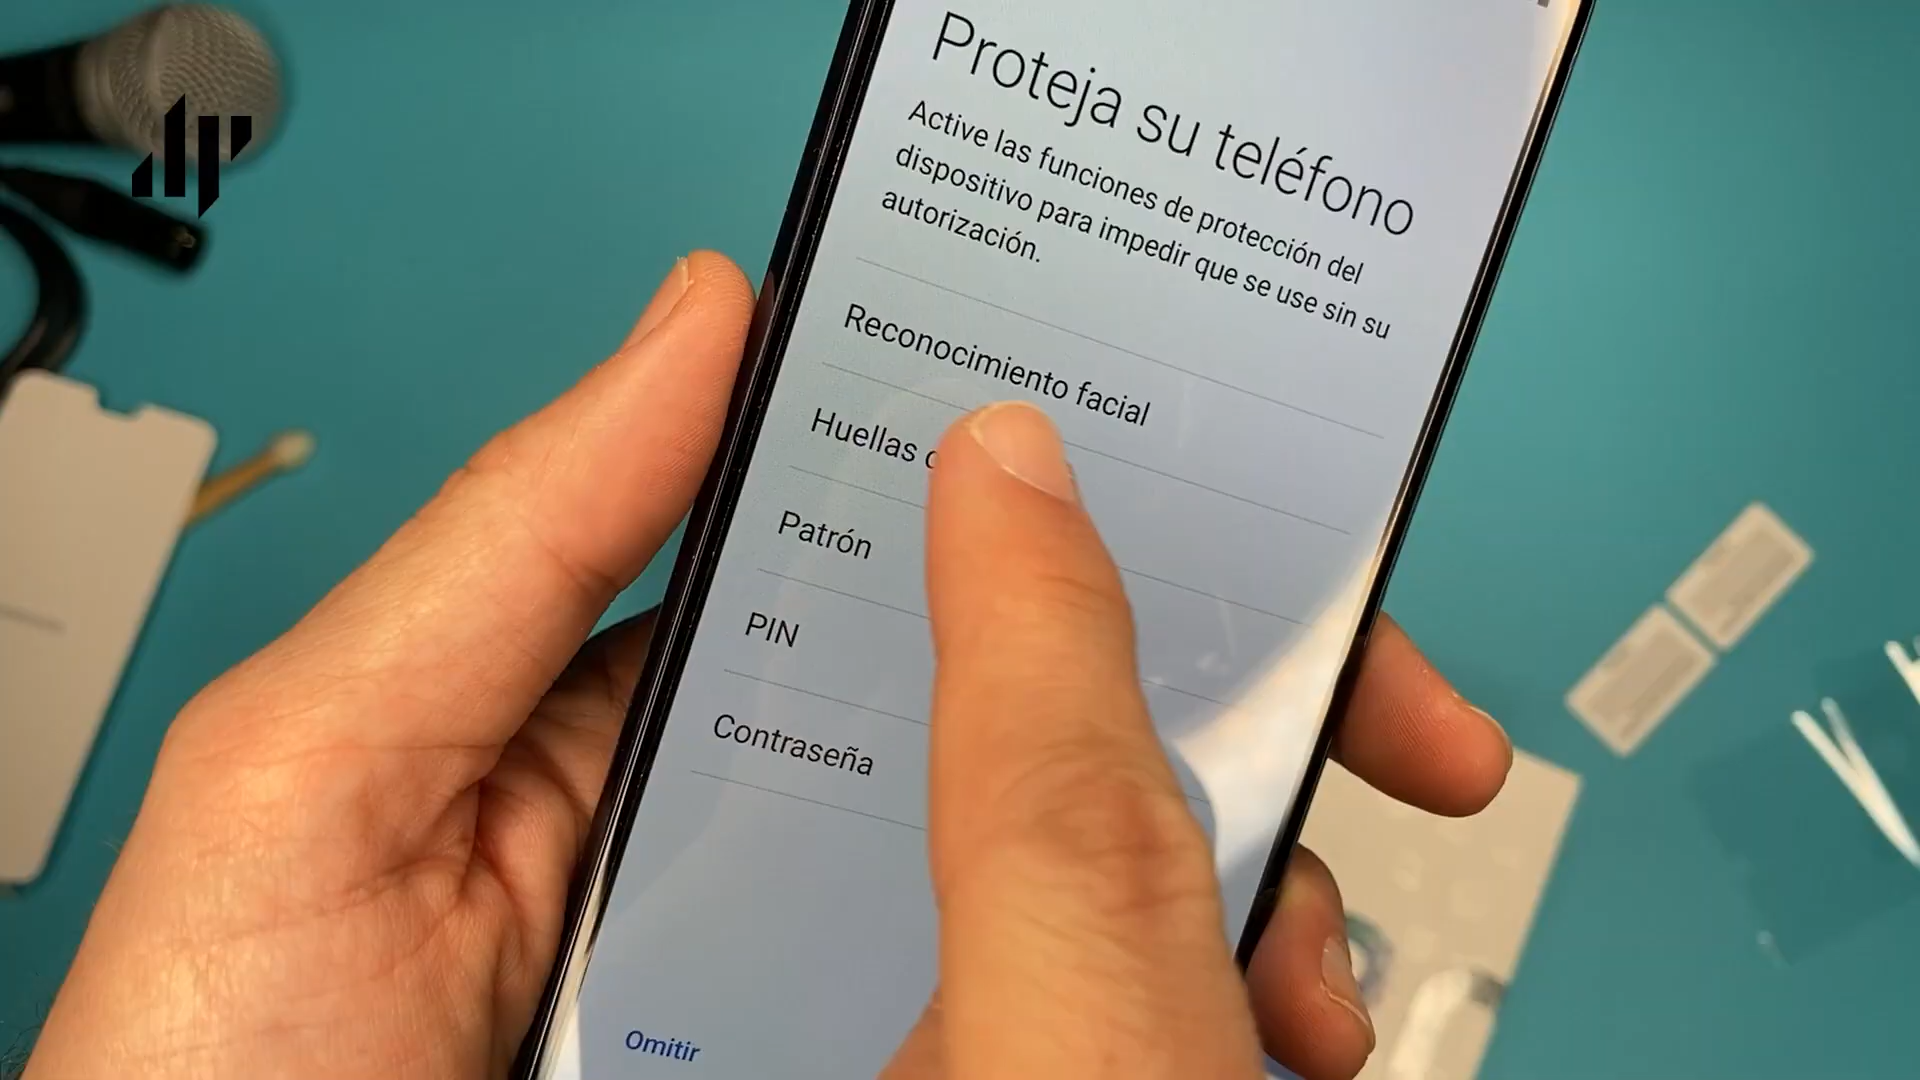 Proteja su teléfono
Active las funciones de protección del
dispositivo para impedir que se use sin su
autorización.
Reconocimiento facial
Huellas
Patrón
PIN
Contraseña
Omitir